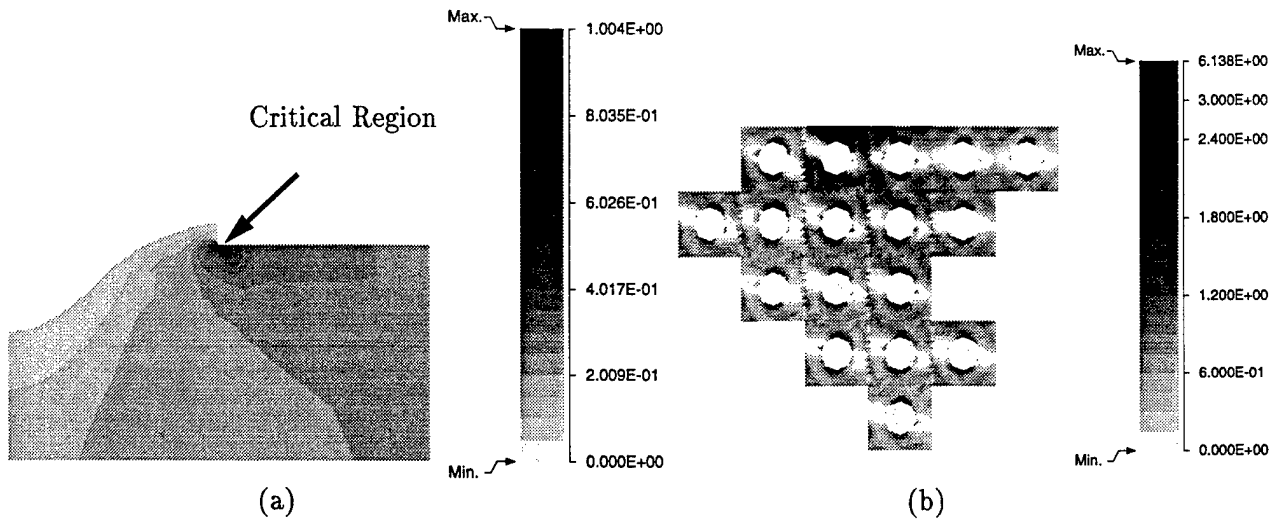 Critical Region
Max.
1.004E+00
8.035E-01
6.026E-01
4.017E-01
2.009E-01
0.000E+00
Min.
(a)
Max.
6.138E+00
3.000E+00
2.400E+00
1.800E+00
1.200E+00
6.000E-01
0.000E+00
Min.
(b)